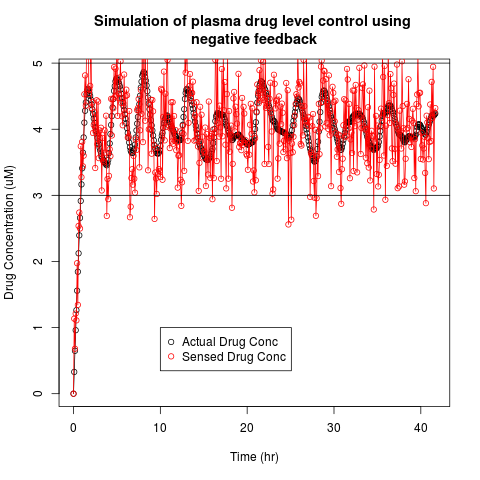 Simulation of plasma drug level control using
negative feedback
Drug Concentration (uM)
5
4
3
2
1
0
Actual Drug Conc
Sensed Drug Conc
0 10 20 30 40
Time (hr)